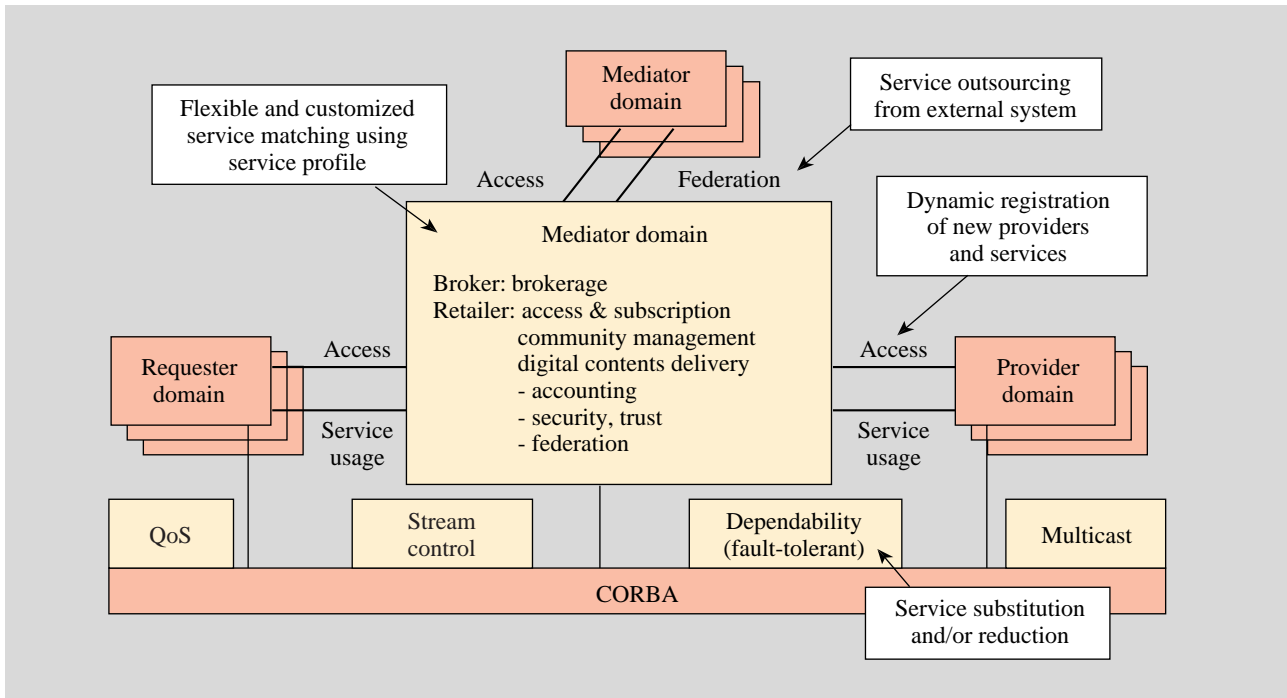 Mediator
domain
Service outsourcing
from external system
Flexible and customized
service matching using
service profile
Access
Federation
Dynamic registration
of new providers
and services
Mediator domain
Broker: brokerage
Retailer: access & subscription
community management
digital contents delivery
- accounting
- security, trust
- federation
Requester
domain
Access
Service
usage
Access
Service
usage
Provider
domain
QoS
Stream
control
Dependability
(fault-tolerant)
Multicast
CORBA
Service substitution
and/or reduction